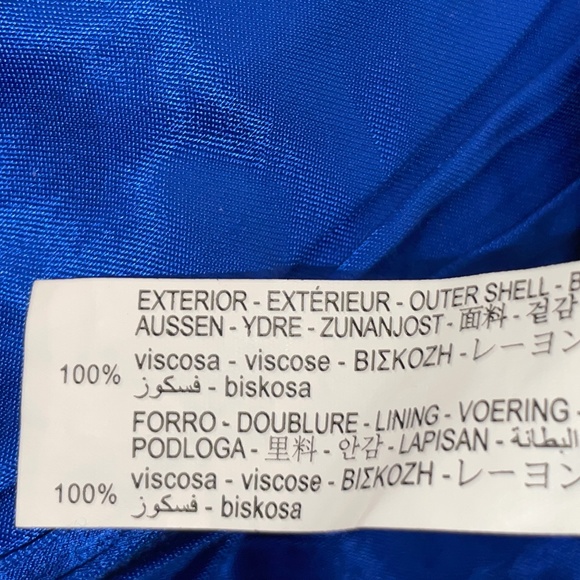 EXTERIOR - EXTÉRIEUR - OUTER SHELL -
AUSSEN - YDRE - ZUNANJOST - 面料 - 겉감
100% viscosa - viscose - ΒΙΣΚΟΖΗ - レーヨン
فسكوز - biskosa
FORRO - DOUBLURE - LINING - VOERING -
PODLOGA - 里料 - 안감 - LAPISAN - البطانة
100% viscosa - viscose - ΒΙΣΚΟΖΗ - レーヨン
فسكوز - biskosa